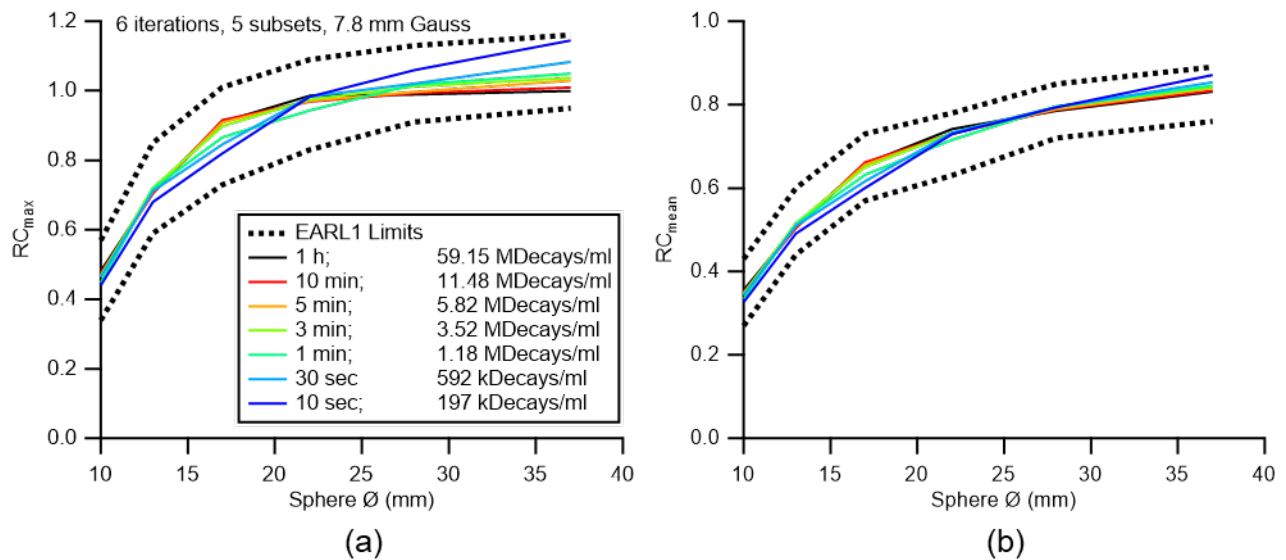 6 iterations, 5 subsets, 7.8 mm Gauss
1.2
1.0
0.8
0.6
0.4
0.2
0.0
RCmax
EARL1 Limits
1 h; 59.15 MDecays/ml
10 min; 11.48 MDecays/ml
5 min; 5.82 MDecays/ml
3 min; 3.52 MDecays/ml
1 min; 1.18 MDecays/ml
30 sec 592 kDecays/ml
10 sec; 197 kDecays/ml
10 15 20 25 30 35 40
Sphere Ø (mm)
(a)
1.0
0.8
0.6
0.4
0.2
0.0
RCmean
10 15 20 25 30 35 40
Sphere Ø (mm)
(b)